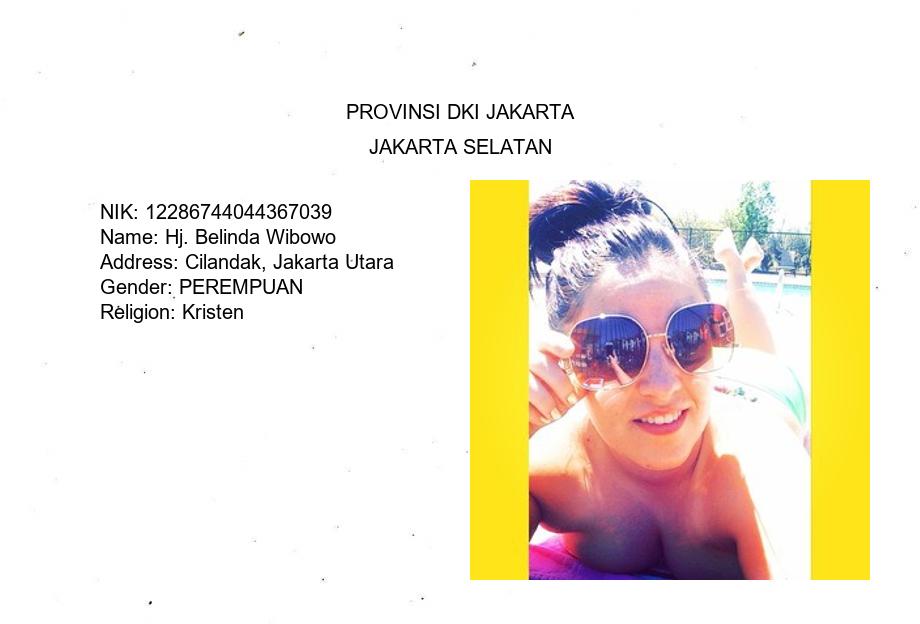 PROVINSI DKI JAKARTA
JAKARTA SELATAN
NIK: 12286744044367039
Name: Hj. Belinda Wibowo
Address: Cilandak, Jakarta Utara
Gender: PEREMPUAN
Religion: Kristen